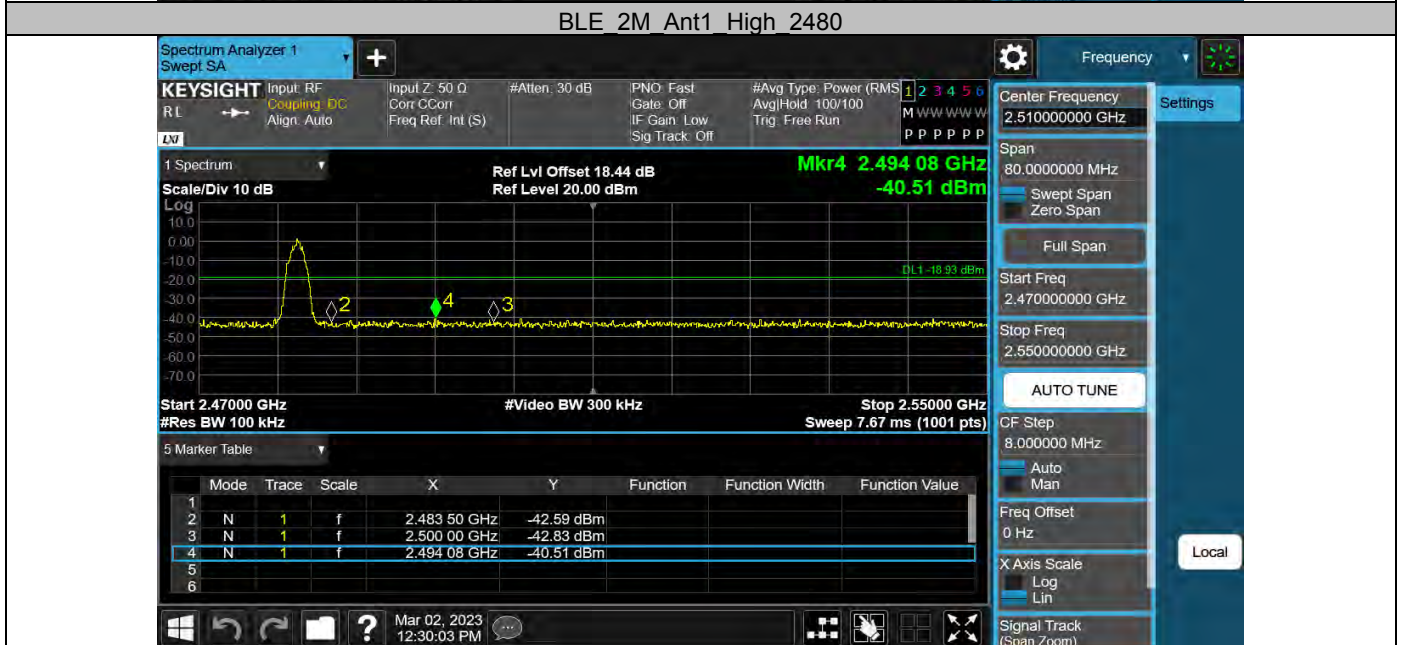 BLE_2M_Ant1_High_2480
Spectrum Analyzer 1
Swept SA
+
Frequency
KEYSIGHT
RL
LXI
Input: RF
Coupling: DC
Align: Auto
Input Z: 50 Ω
Corr CCorr
Freq Ref: Int (S)
#Atten: 30 dB
PNO: Fast
Gate: Off
IF Gain: Low
Sig Track: Off
#Avg Type: Power (RMS
Avg|Hold: 100/100
Trig: Free Run
1 2 3 4 5 6
M W W W W W
P P P P P P
Center Frequency
2.510000000 GHz
Settings
1 Spectrum
Scale/Div 10 dB
Ref Lvl Offset 18.44 dB
Ref Level 20.00 dBm
Mkr4 2.494 08 GHz
-40.51 dBm
Span
80.0000000 MHz
Swept Span
Zero Span
Log
10.0
0.00
-10.0
-20.0
-30.0
-40.0
-50.0
-60.0
-70.0
DL1 -18.93 dBm
2
4
3
Full Span
Start Freq
2.470000000 GHz
Stop Freq
2.550000000 GHz
AUTO TUNE
Start 2.47000 GHz
#Video BW 300 kHz
Stop 2.55000 GHz
#Res BW 100 kHz
Sweep 7.67 ms (1001 pts)
CF Step
8.000000 MHz
Auto
Man
5 Marker Table
Mode Trace Scale X Y Function Function Width Function Value
1
2 N 1 f 2.483 50 GHz -42.59 dBm
3 N 1 f 2.500 00 GHz -42.83 dBm
4 N 1 f 2.494 08 GHz -40.51 dBm
5
6
Freq Offset
0 Hz
Local
X Axis Scale
Log
Lin
?
Mar 02, 2023
12:30:03 PM
Signal Track
(Span Zoom)